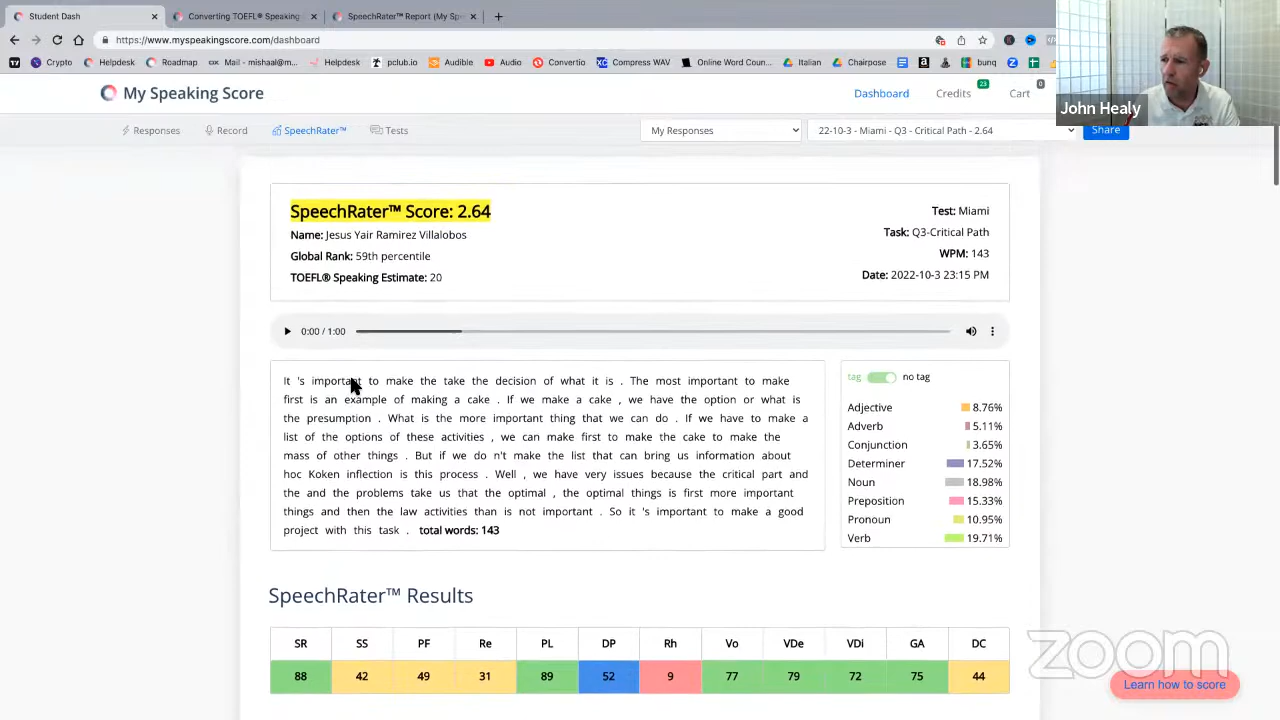 Student Dash
Converting TOEFL® Speaking
SpeechRater™ Report (My Sp
https://www.myspeakingscore.com/dashboard
Crypto Helpdesk Roadmap Mail - mishaal@m... Helpdesk pclub.io Audible Audio Convertio Compress WAV Online Word Coun... Italian Chairpose bunq
My Speaking Score
Dashboard Credits 23 Cart 0
John Healy
Responses Record SpeechRater™ Tests My Responses 22-10-3 - Miami - Q3 - Critical Path - 2.64 Share
SpeechRater™ Score: 2.64
Name: Jesus Yair Ramirez Villalobos
Global Rank: 59th percentile
TOEFL® Speaking Estimate: 20
Test: Miami
Task: Q3-Critical Path
WPM: 143
Date: 2022-10-3 23:15 PM
0:00 / 1:00
It 's important to make the take the decision of what it is . The most important to make
first is an example of making a cake . If we make a cake , we have the option or what is
the presumption . What is the more important thing that we can do . If we have to make a
list of the options of these activities , we can make first to make the cake to make the
mass of other things . But if we do n't make the list that can bring us information about
hoc Koken inflection is this process . Well , we have very issues because the critical part and
the and the problems take us that the optimal , the optimal things is first more important
things and then the law activities than is not important . So it 's important to make a good
project with this task . total words: 143
tag no tag
Adjective 8.76%
Adverb 5.11%
Conjunction 3.65%
Determiner 17.52%
Noun 18.98%
Preposition 15.33%
Pronoun 10.95%
Verb 19.71%
SpeechRater™ Results
SR SS PF Re PL DP Rh Vo VDe VDi GA DC
88 42 49 31 89 52 9 77 79 72 75 44
zoom
Learn how to score